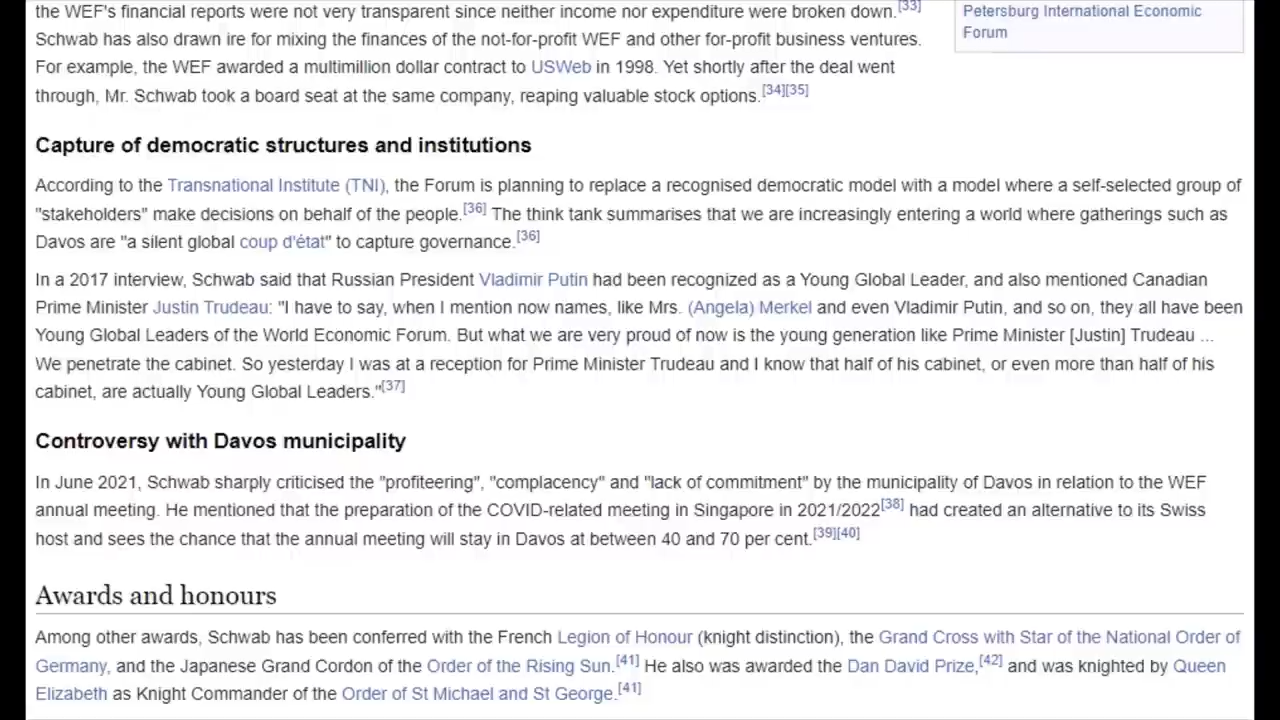 the WEF's financial reports were not very transparent since neither income nor expenditure were broken down.[33]
Schwab has also drawn ire for mixing the finances of the not-for-profit WEF and other for-profit business ventures.
For example, the WEF awarded a multimillion dollar contract to USWeb in 1998. Yet shortly after the deal went
through, Mr. Schwab took a board seat at the same company, reaping valuable stock options.[34][35]
Petersburg International Economic
Forum
Capture of democratic structures and institutions
According to the Transnational Institute (TNI), the Forum is planning to replace a recognised democratic model with a model where a self-selected group of
"stakeholders" make decisions on behalf of the people.[36] The think tank summarises that we are increasingly entering a world where gatherings such as
Davos are "a silent global coup d'état" to capture governance.[36]
In a 2017 interview, Schwab said that Russian President Vladimir Putin had been recognized as a Young Global Leader, and also mentioned Canadian
Prime Minister Justin Trudeau: "I have to say, when I mention now names, like Mrs. (Angela) Merkel and even Vladimir Putin, and so on, they all have been
Young Global Leaders of the World Economic Forum. But what we are very proud of now is the young generation like Prime Minister [Justin] Trudeau ...
We penetrate the cabinet. So yesterday I was at a reception for Prime Minister Trudeau and I know that half of his cabinet, or even more than half of his
cabinet, are actually Young Global Leaders."[37]
Controversy with Davos municipality
In June 2021, Schwab sharply criticised the "profiteering", "complacency" and "lack of commitment" by the municipality of Davos in relation to the WEF
annual meeting. He mentioned that the preparation of the COVID-related meeting in Singapore in 2021/2022[38] had created an alternative to its Swiss
host and sees the chance that the annual meeting will stay in Davos at between 40 and 70 per cent.[39][40]
Awards and honours
Among other awards, Schwab has been conferred with the French Legion of Honour (knight distinction), the Grand Cross with Star of the National Order of
Germany, and the Japanese Grand Cordon of the Order of the Rising Sun.[41] He also was awarded the Dan David Prize,[42] and was knighted by Queen
Elizabeth as Knight Commander of the Order of St Michael and St George.[41]